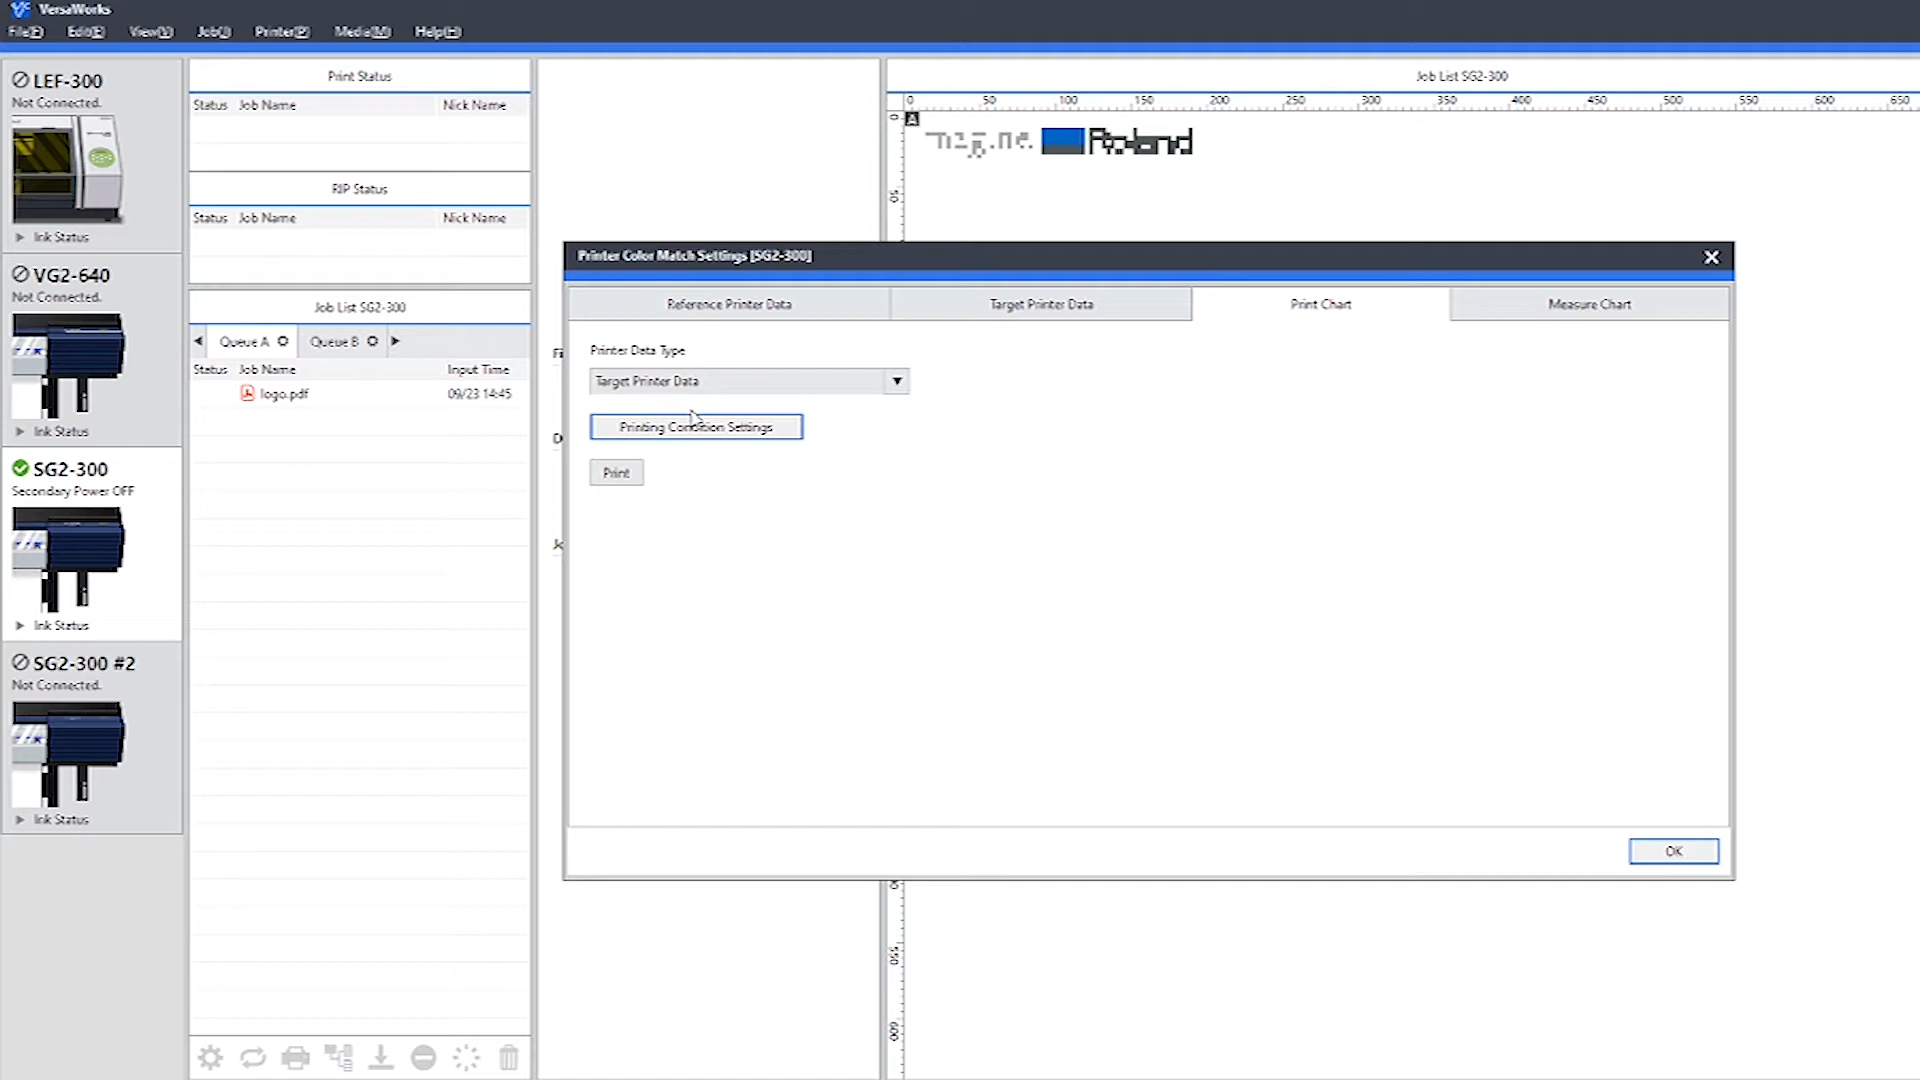 VersaWorks
File(F) Edit(E) View(V) Job(J) Printer(P) Media(M) Help(H)
LEF-300
Not Connected.
Ink Status
VG2-640
Not Connected.
Ink Status
SG2-300
Secondary Power OFF
Ink Status
SG2-300 #2
Not Connected.
Ink Status
Print Status
Status Job Name Nick Name
RIP Status
Status Job Name Nick Name
Job List SG2-300
Queue A Queue B
Status Job Name Input Time
logo.pdf 09/23 14:45
Job List SG2-300
0 50 100 150 200 250 300 350 400 450 500 550 600 650
0
A
Roland
50
550
600
Printer Color Match Settings [SG2-300]
Reference Printer Data Target Printer Data Print Chart Measure Chart
Printer Data Type
Target Printer Data
Printing Condition Settings
Print
OK